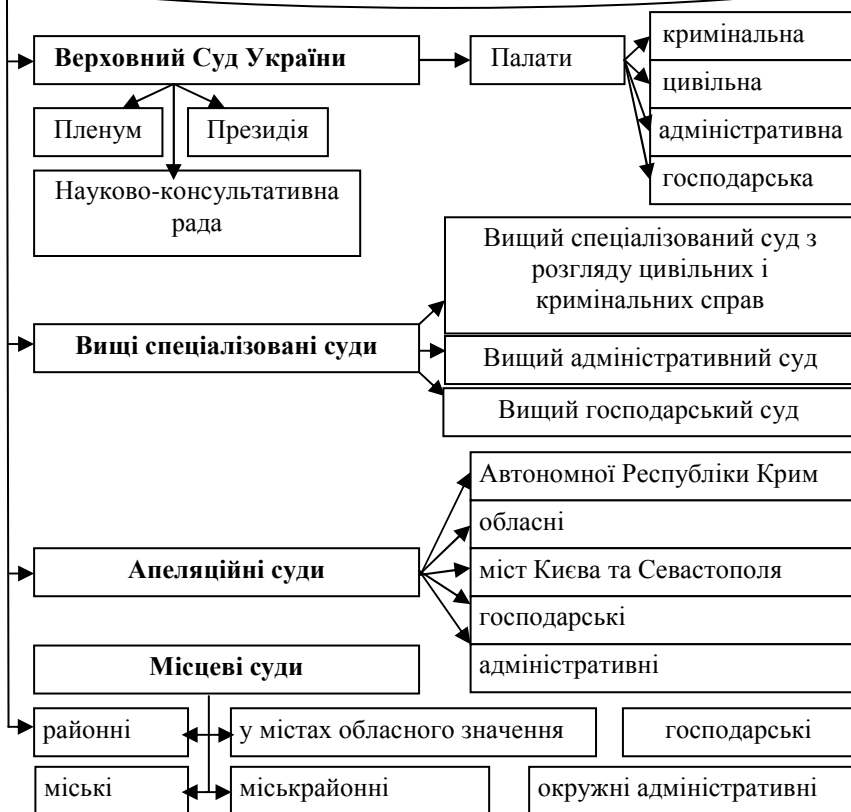 Верховний Суд України
Палати
кримінальна
цивільна
адміністративна
господарська
Пленум
Президія
Науково-консультативна
рада
Вищі спеціалізовані суди
Вищий спеціалізований суд з
розгляду цивільних і
кримінальних справ
Вищий адміністративний суд
Вищий господарський суд
Апеляційні суди
Автономної Республіки Крим
обласні
міст Києва та Севастополя
господарські
адміністративні
Місцеві суди
районні
у містах обласного значення
господарські
міські
міськрайонні
окружні адміністративні